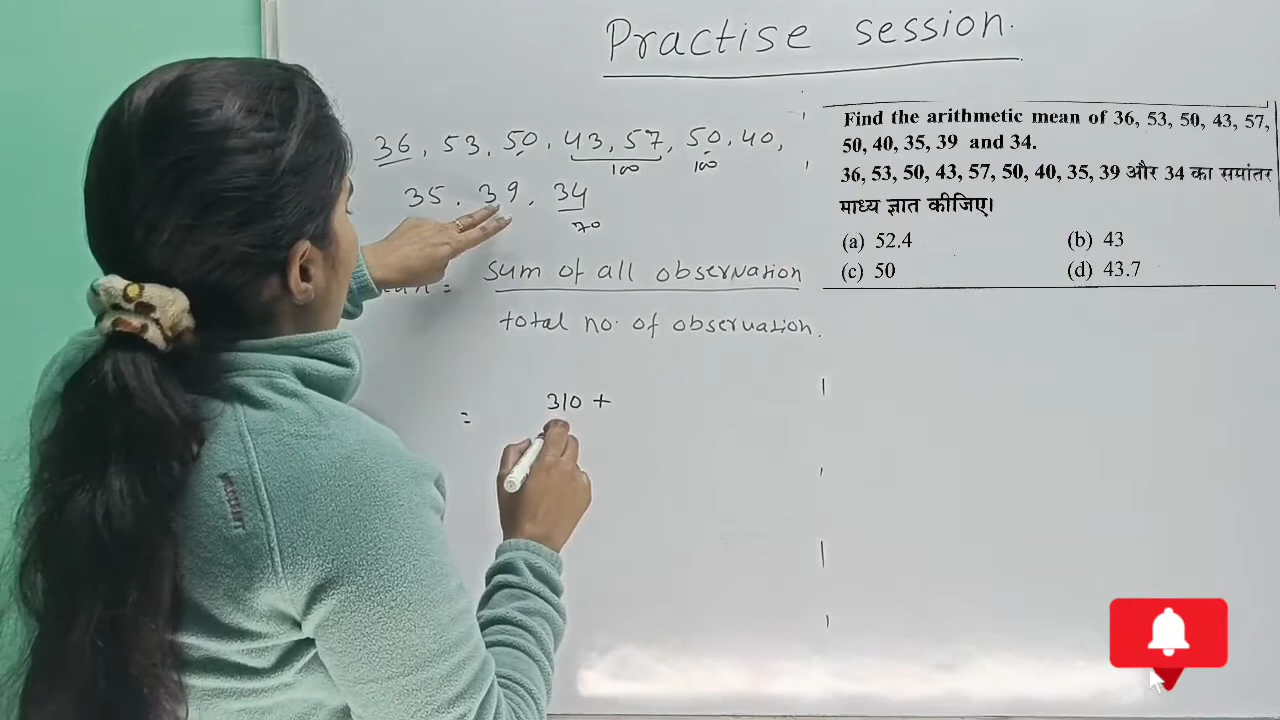 Practise session.
36, 53, 50, 43, 57, 50, 40,
100 100
35, 39, 34
70
= sum of all observation
total no. of observation.
= 310 +
Find the arithmetic mean of 36, 53, 50, 43, 57,
50, 40, 35, 39 and 34.
36, 53, 50, 43, 57, 50, 40, 35, 39 और 34 का समांतर
माध्य ज्ञात कीजिए।
(a) 52.4 (b) 43
(c) 50 (d) 43.7